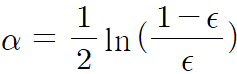 α = 1/2 ln(1−ϵ/ϵ)